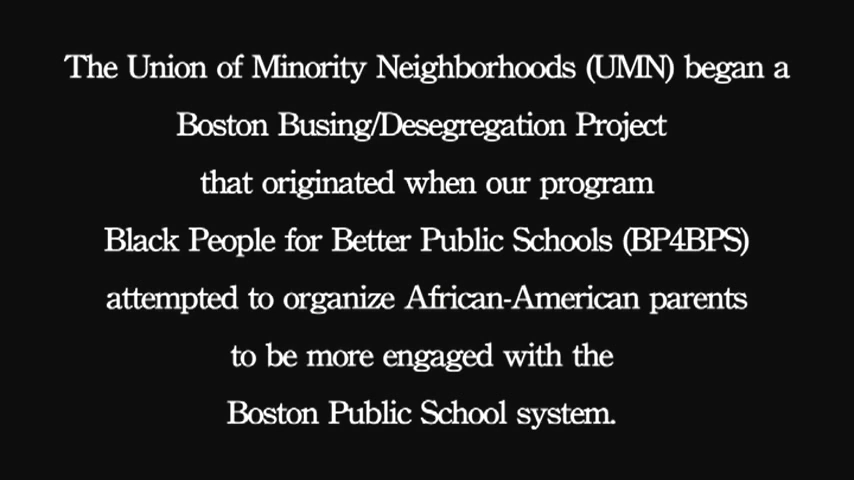 The Union of Minority Neighborhoods (UMN) began a
Boston Busing/Desegregation Project
that originated when our program
Black People for Better Public Schools (BP4BPS)
attempted to organize African-American parents
to be more engaged with the
Boston Public School system.